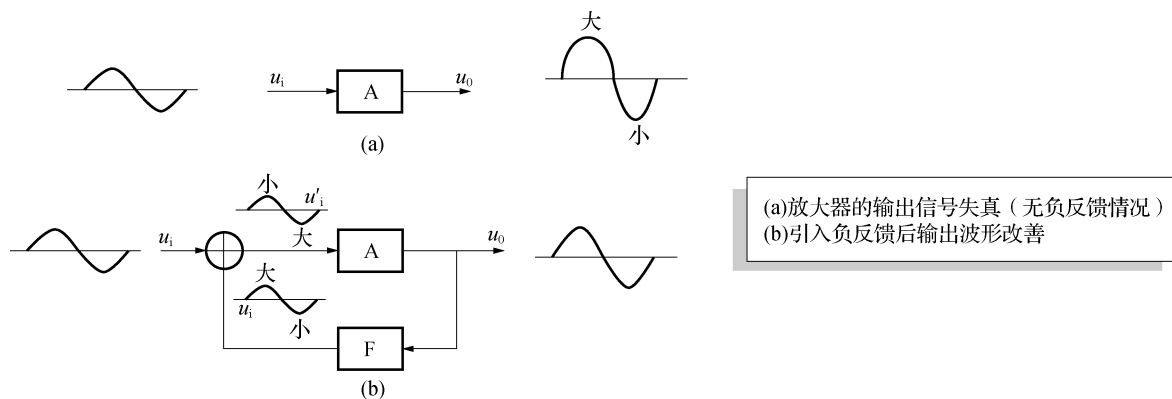 大
uᵢ
A
u₀
小
(a)
小
u'ᵢ
uᵢ
大
A
u₀
大
uᵢ
小
F
(b)
(a)放大器的输出信号失真（无负反馈情况）
(b)引入负反馈后输出波形改善